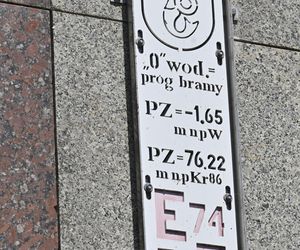 „0" wod.=
próg bramy
PZ=-1,65
m npW
PZ=76,22
m npKr86
E 74